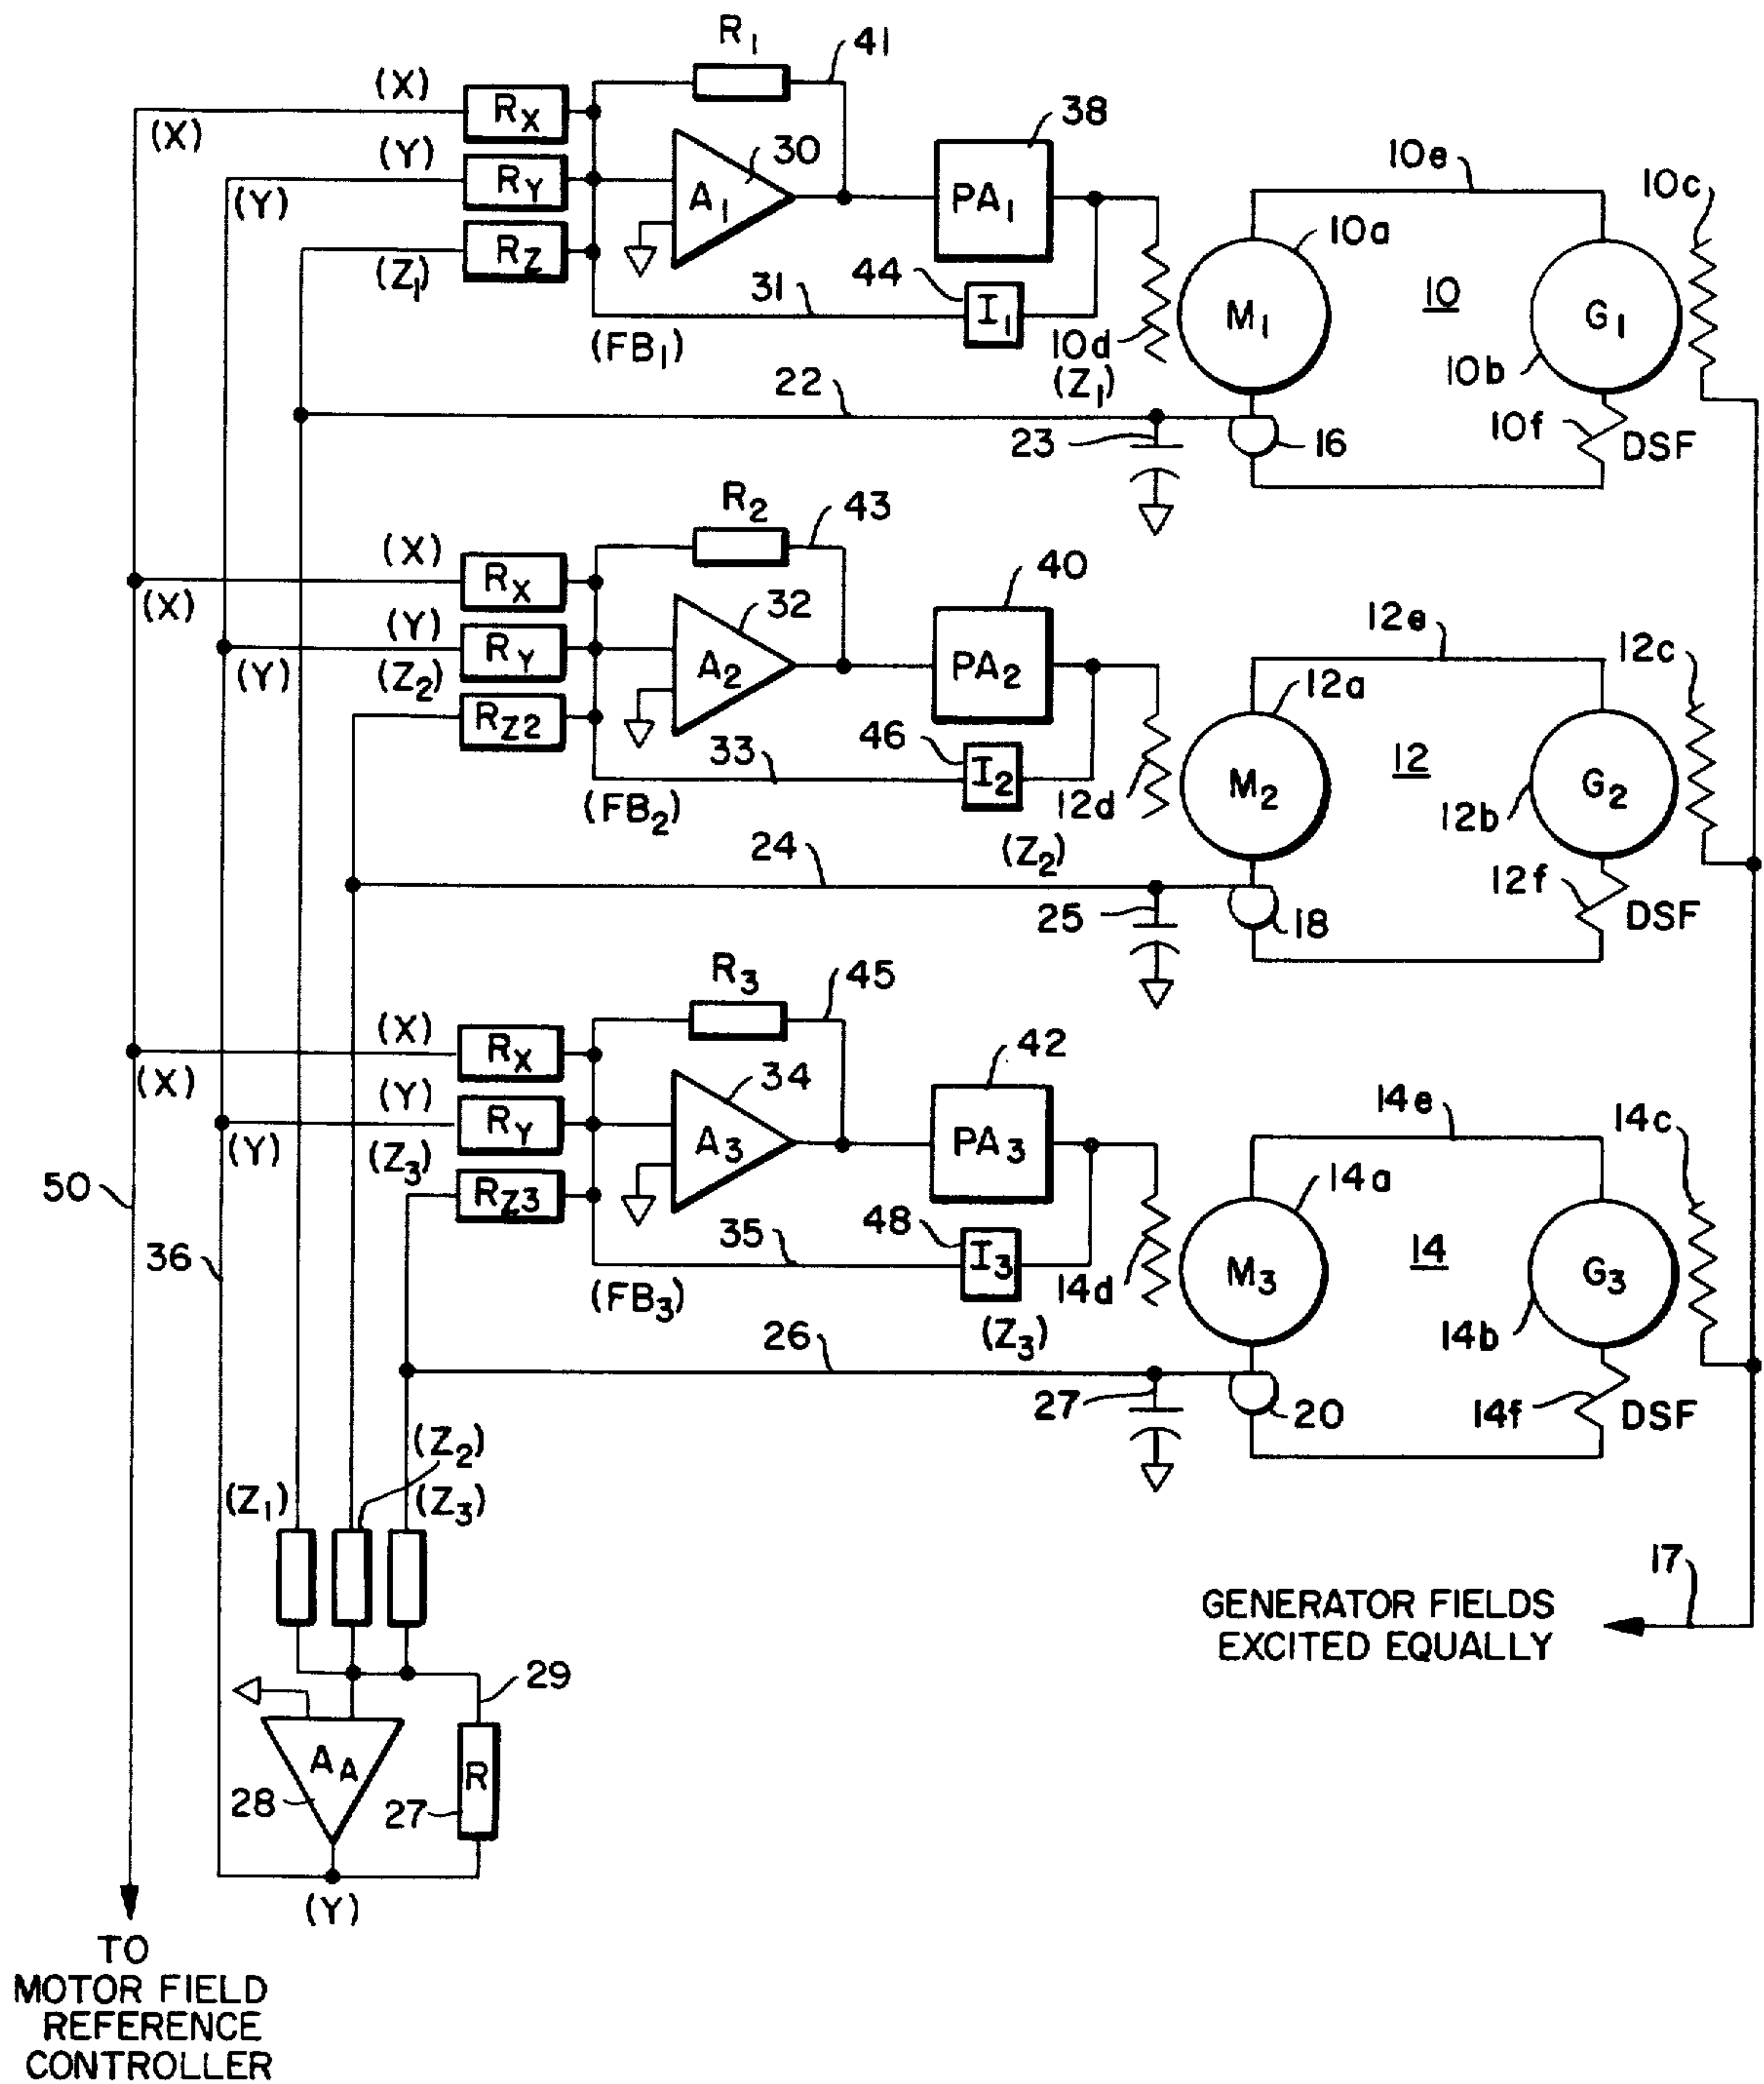 R1
41
(X)
(X)
RX
38
(Y)
(Y)
RY
A1
30
PA1
10e
10c
10a
RZ
(Z1)
44
I1
31
(FB1)
10d
(Z1)
M1
10
G1
10b
22
23
16
10f
DSF
R2
43
(X)
(X)
RX
40
32
(Y)
(Y)
RY
(Z2)
A2
PA2
12e
12c
12a
RZ2
46
I2
33
(FB2)
12d
(Z2)
M2
12
G2
12b
24
25
18
12f
DSF
R3
45
(X)
(X)
RX
42
34
(Y)
(Y)
RY
(Z3)
A3
PA3
14e
14c
14a
50
RZ3
48
I3
35
36
(FB3)
14d
(Z3)
M3
14
G3
14b
26
27
20
14f
DSF
(Z2)
(Z1)
(Z3)
17
GENERATOR FIELDS
EXCITED EQUALLY
29
AA
28
27
R
(Y)
TO
MOTOR FIELD
REFERENCE
CONTROLLER